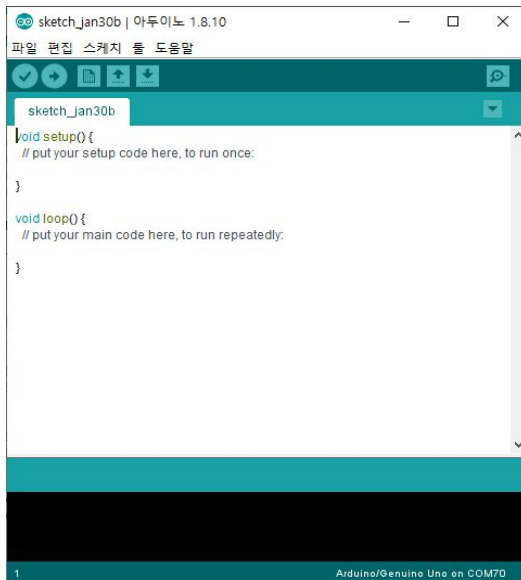 sketch_jan30b | 아두이노 1.8.10
파일 편집 스케치 툴 도움말
sketch_jan30b
void setup() {
// put your setup code here, to run once:
}
void loop() {
// put your main code here, to run repeatedly:
}
1 Arduino/Genuino Uno on COM70